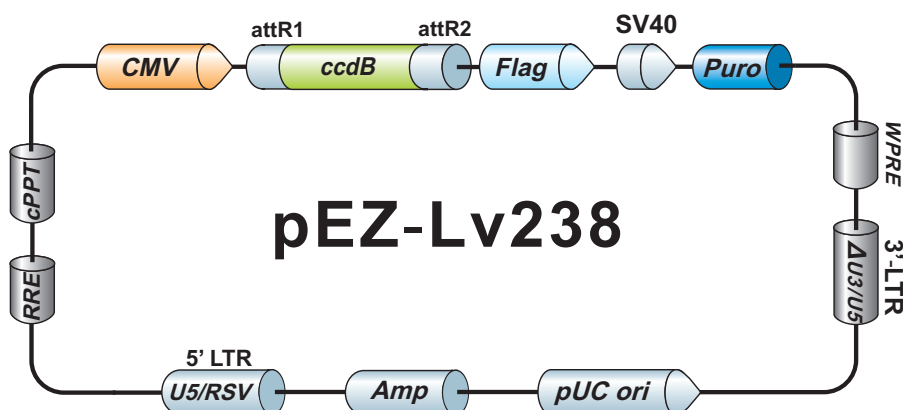 attR1
attR2
SV40
CMV
ccdB
Flag
Puro
WPRE
cPPT
pEZ-Lv238
3'-LTR
ΔU3/U5
RRE
5' LTR
U5/RSV
Amp
pUC ori